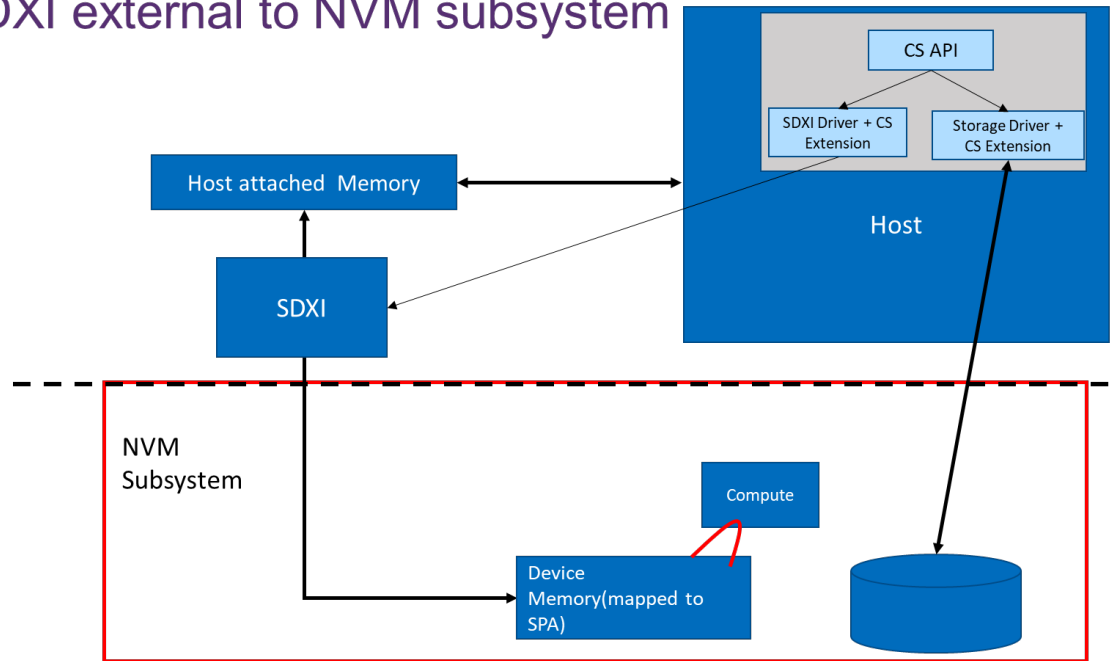 DXI external to NVM subsystem
CS API
SDXI Driver + CS
Extension
Storage Driver +
CS Extension
Host attached Memory
Host
SDXI
NVM
Subsystem
Compute
Device
Memory(mapped to
SPA)